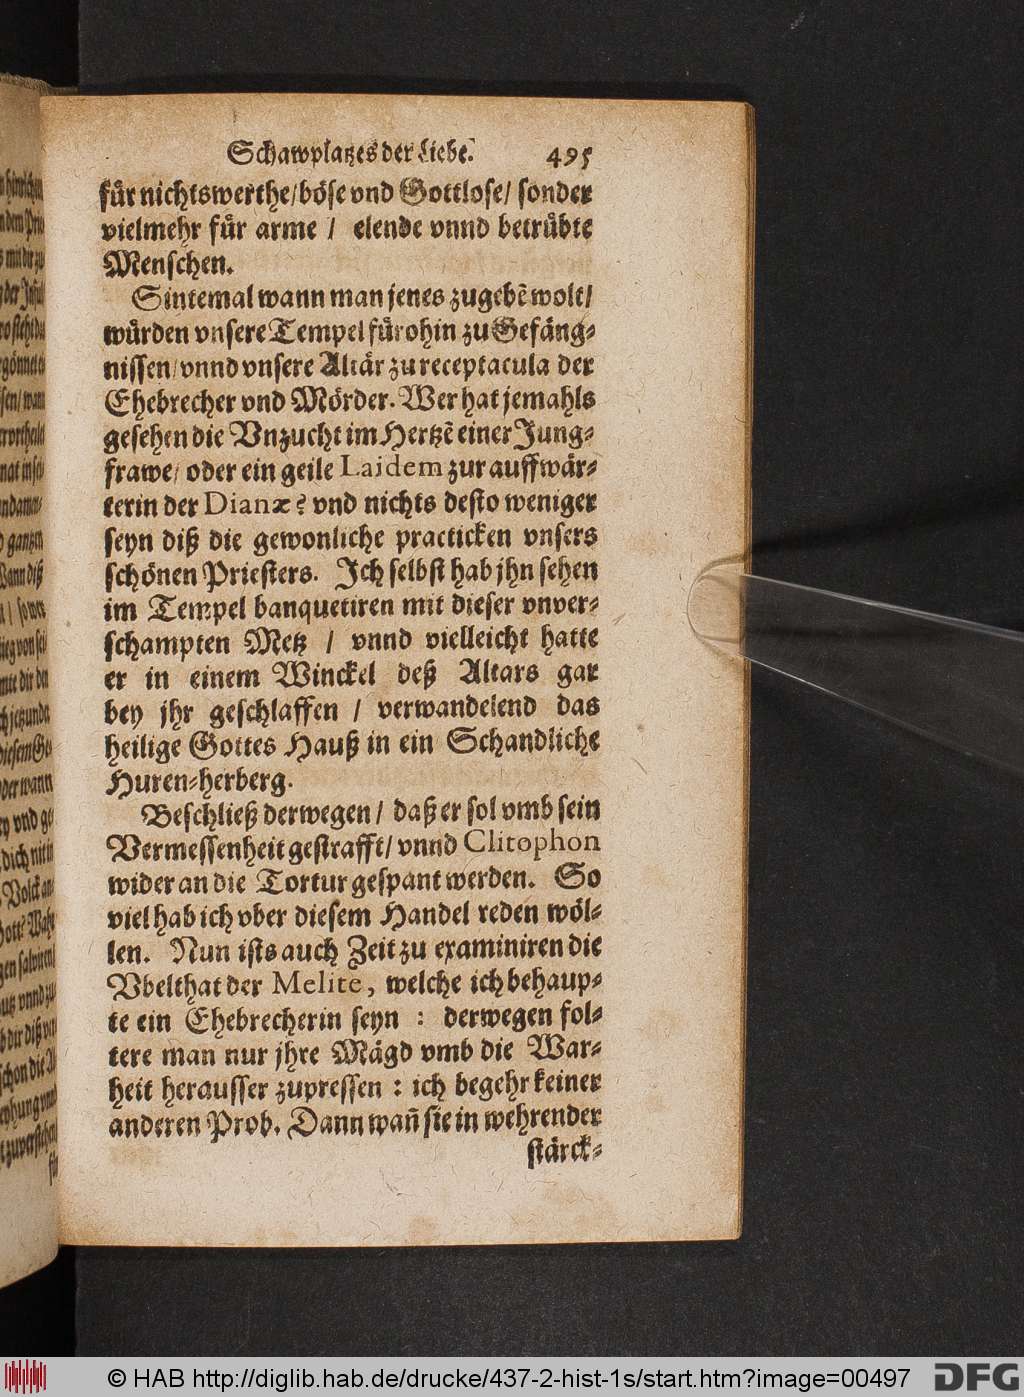 Schawplatzes der Liebe. 495
für nichtswerthe/ böse vnd Gottlose/ sonder
vielmehr für arme / elende vnnd betrübte
Menschen.
Sintemal wann man jenes zugebē wolt/
würden vnsere Tempel fürohin zu Gefäng-
nissen/ vnnd vnsere Altär zu receptacula der
Ehebrecher vnd Mörder. Wer hat jemahls
gesehen die Vnzucht im Hertzē einer Jung-
frawe/ oder ein geile Laidem zur auffwär-
terin der Dianæ? vnd nichts desto weniger
seyn diß die gewonliche practicken vnsers
schönen Priesters. Ich selbst hab jhn sehen
im Tempel banquetiren mit dieser vnver-
schampten Metz / vnnd vielleicht hatte
er in einem Winckel deß Altars gar
bey jhr geschlaffen / verwandelend das
heilige Gottes Hauß in ein Schandliche
Huren-herberg.
Beschließ derwegen / daß er sol vmb sein
Vermessenheit gestrafft/ vnnd Clitophon
wider an die Tortur gespant werden. So
viel hab ich vber diesem Handel reden wöl-
len. Nun ists auch Zeit zu examiniren die
Vbelthat der Melite, welche ich behaup-
te ein Ehebrecherin seyn : derwegen fol-
tere man nur jhre Mägd vmb die War-
heit herausser zupressen : ich begehr keiner
anderen Prob. Dann wañ sie in wehrender
stärck-
© HAB http://diglib.hab.de/drucke/437-2-hist-1s/start.htm?image=00497
DFG